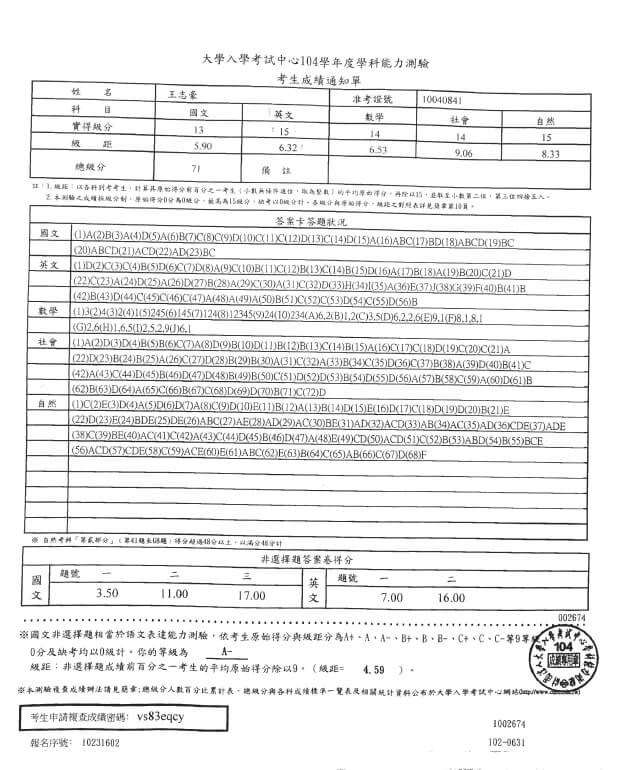 大學入學考試中心104學年度學科能力測驗
考生成績通知單
姓 名 王志豪 准考證號 10040841
科 目 國文 英文 數學 社會 自然
實得級分 13 15 14 14 15
級 距 5.90 6.32 6.53 9.06 8.33
總級分 71 備 註
註：1.級距：以各科到考考生，計算其原始得分前百分之一考生（小數無條件進位，取為整數）的平均原始得分，再除以15，並取至小數第二位，第三位四捨五入。
2.本測驗之成績採級分制，原始得分0分為0級分，最高為15級分，缺考以0級分計。各級分與原始得分、級距之對照表詳見簡章第10頁。
答案卡答題狀況
國文 (1)A(2)B(3)A(4)D(5)A(6)B(7)C(8)C(9)D(10)C(11)C(12)D(13)C(14)D(15)A(16)ABC(17)BD(18)ABCD(19)BC
(20)ABCD(21)ACD(22)AD(23)BC
英文 (1)D(2)C(3)C(4)B(5)D(6)C(7)D(8)A(9)C(10)B(11)C(12)B(13)C(14)B(15)D(16)A(17)B(18)A(19)B(20)C(21)D
(22)C(23)A(24)D(25)A(26)D(27)B(28)A(29)C(30)A(31)C(32)D(33)H(34)I(35)A(36)E(37)J(38)G(39)F(40)B(41)B
(42)B(43)D(44)C(45)C(46)C(47)A(48)A(49)A(50)B(51)C(52)C(53)D(54)C(55)D(56)B
數學 (1)3(2)4(3)2(4)1(5)245(6)145(7)124(8)12345(9)24(10)234(A)6,2(B)1,2(C)3,5(D)6,2,2,6(E)9,1(F)8,1,8,1
(G)2,6(H)1,6,5(I)2,5,2,9(J)6,1
社會 (1)A(2)D(3)D(4)B(5)B(6)C(7)A(8)D(9)B(10)D(11)B(12)B(13)C(14)B(15)A(16)C(17)C(18)D(19)C(20)C(21)A
(22)D(23)B(24)B(25)A(26)C(27)D(28)B(29)B(30)A(31)C(32)A(33)B(34)C(35)D(36)C(37)B(38)A(39)D(40)B(41)C
(42)A(43)C(44)D(45)B(46)D(47)D(48)B(49)B(50)C(51)D(52)D(53)B(54)D(55)D(56)A(57)B(58)C(59)A(60)D(61)B
(62)B(63)D(64)A(65)C(66)B(67)C(68)D(69)D(70)B(71)C(72)D
自然 (1)C(2)E(3)D(4)A(5)D(6)D(7)A(8)C(9)D(10)E(11)B(12)A(13)B(14)D(15)E(16)D(17)C(18)D(19)D(20)B(21)E
(22)D(23)E(24)BDE(25)DE(26)ABC(27)AE(28)AD(29)AC(30)BE(31)AD(32)ACD(33)AB(34)AC(35)AD(36)CDE(37)ADE
(38)C(39)BE(40)AC(41)C(42)A(43)C(44)D(45)B(46)D(47)A(48)E(49)CD(50)ACD(51)C(52)B(53)ABD(54)B(55)BCE
(56)ACD(57)CDE(58)C(59)ACE(60)E(61)ABC(62)E(63)B(64)C(65)AB(66)C(67)D(68)F
※ 自然考科「第貳部分」（第41題至68題）得分超過48分以上，以滿分48分計
非選擇題答案卷得分
國文 題號 一 二 三 英文 題號 一 二
3.50 11.00 17.00 7.00 16.00
002674
※國文非選擇題相當於語文表達能力測驗，依考生原始得分與級距分為A+、A、A-、B+、B、B-、C+、C、C-等9等級
0分及缺考均以0級計。你的等級為 A-
級距：非選擇題成績前百分之一考生的平均原始得分除以9。（級距= 4.59 ）。
104
成績專用章
※本測驗複查成績辦法請見簡章;總級分人數百分比累計表、總級分與各科成績標準一覽表及相關統計資料公布於大學入學考試中心網站
考生申請複查成績密碼: vs83eqcy
1002674
報名序號: 10231602 102-0631